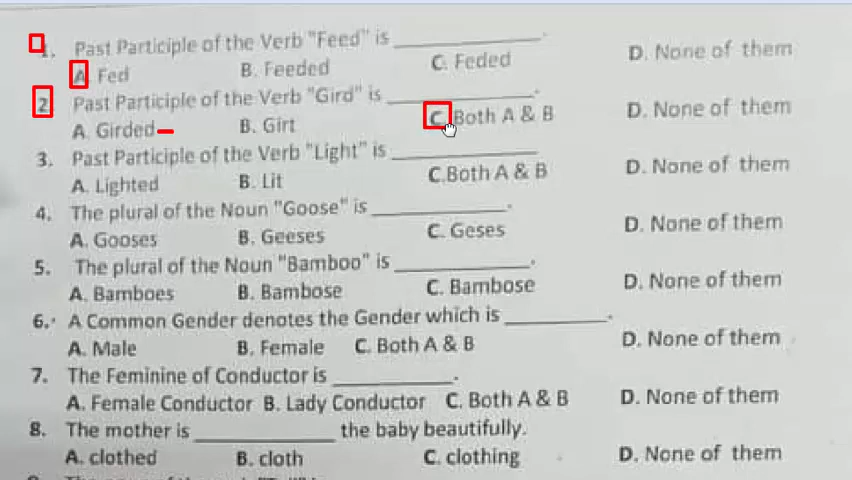 1. Past Participle of the Verb "Feed" is ____________.
A. Fed B. Feeded C. Feded D. None of them
2. Past Participle of the Verb "Gird" is ____________.
A. Girded B. Girt C. Both A & B D. None of them
3. Past Participle of the Verb "Light" is ____________
A. Lighted B. Lit C.Both A & B D. None of them
4. The plural of the Noun "Goose" is ____________.
A. Gooses B. Geeses C. Geses D. None of them
5. The plural of the Noun "Bamboo" is ____________.
A. Bamboes B. Bambose C. Bambose D. None of them
6. A Common Gender denotes the Gender which is ____________.
A. Male B. Female C. Both A & B D. None of them
7. The Feminine of Conductor is ____________.
A. Female Conductor B. Lady Conductor C. Both A & B D. None of them
8. The mother is ____________ the baby beautifully.
A. clothed B. cloth C. clothing D. None of them